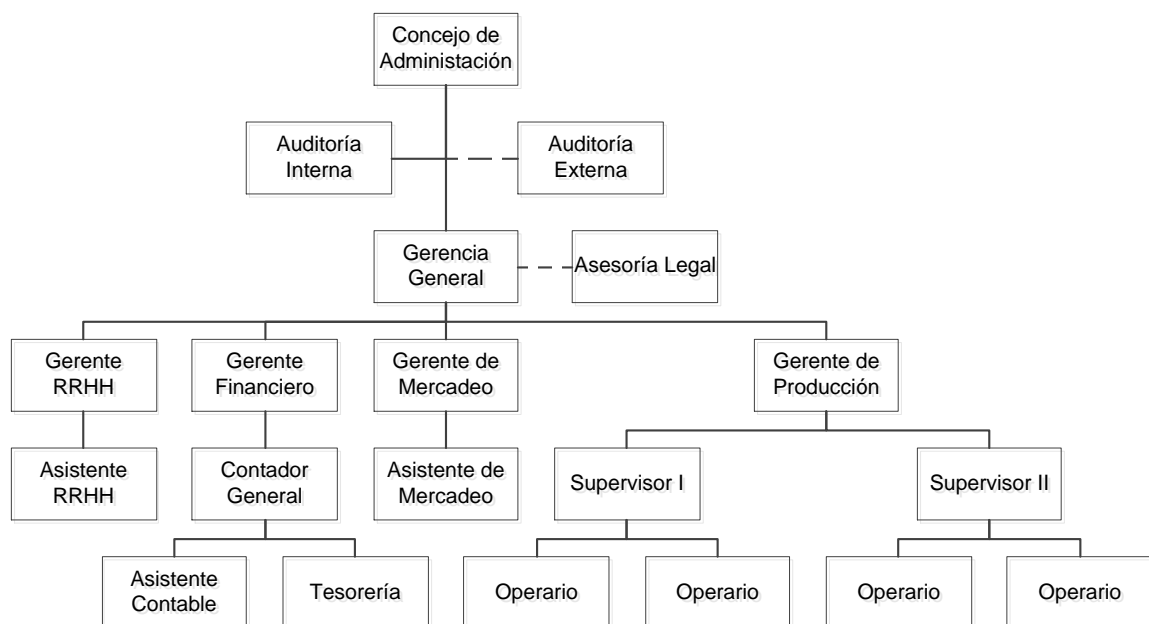 Concejo de
Administación
Auditoría
Interna
Auditoría
Externa
Gerencia
General
Asesoría Legal
Gerente
RRHH
Gerente
Financiero
Gerente de
Mercadeo
Gerente de
Producción
Asistente
RRHH
Contador
General
Asistente de
Mercadeo
Supervisor I
Supervisor II
Asistente
Contable
Tesorería
Operario
Operario
Operario
Operario